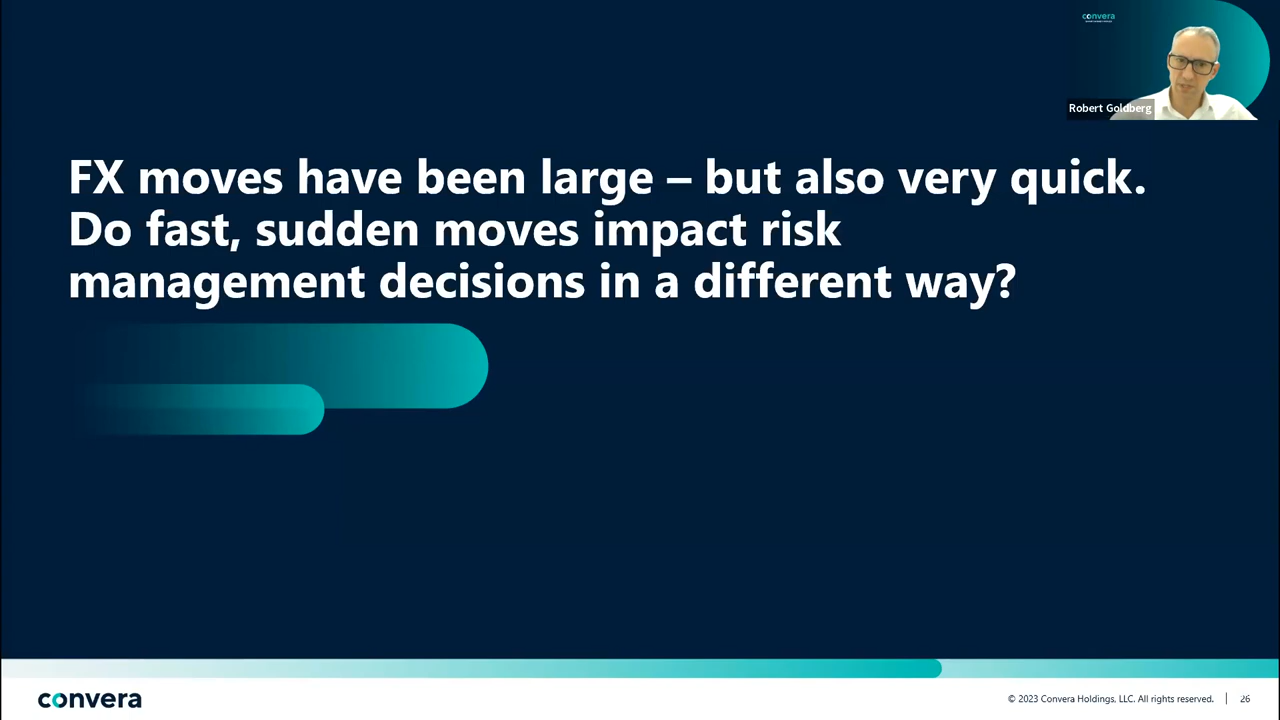 convera
Robert Goldberg
FX moves have been large – but also very quick.
Do fast, sudden moves impact risk
management decisions in a different way?
convera
© 2023 Convera Holdings, LLC. All rights reserved. | 26